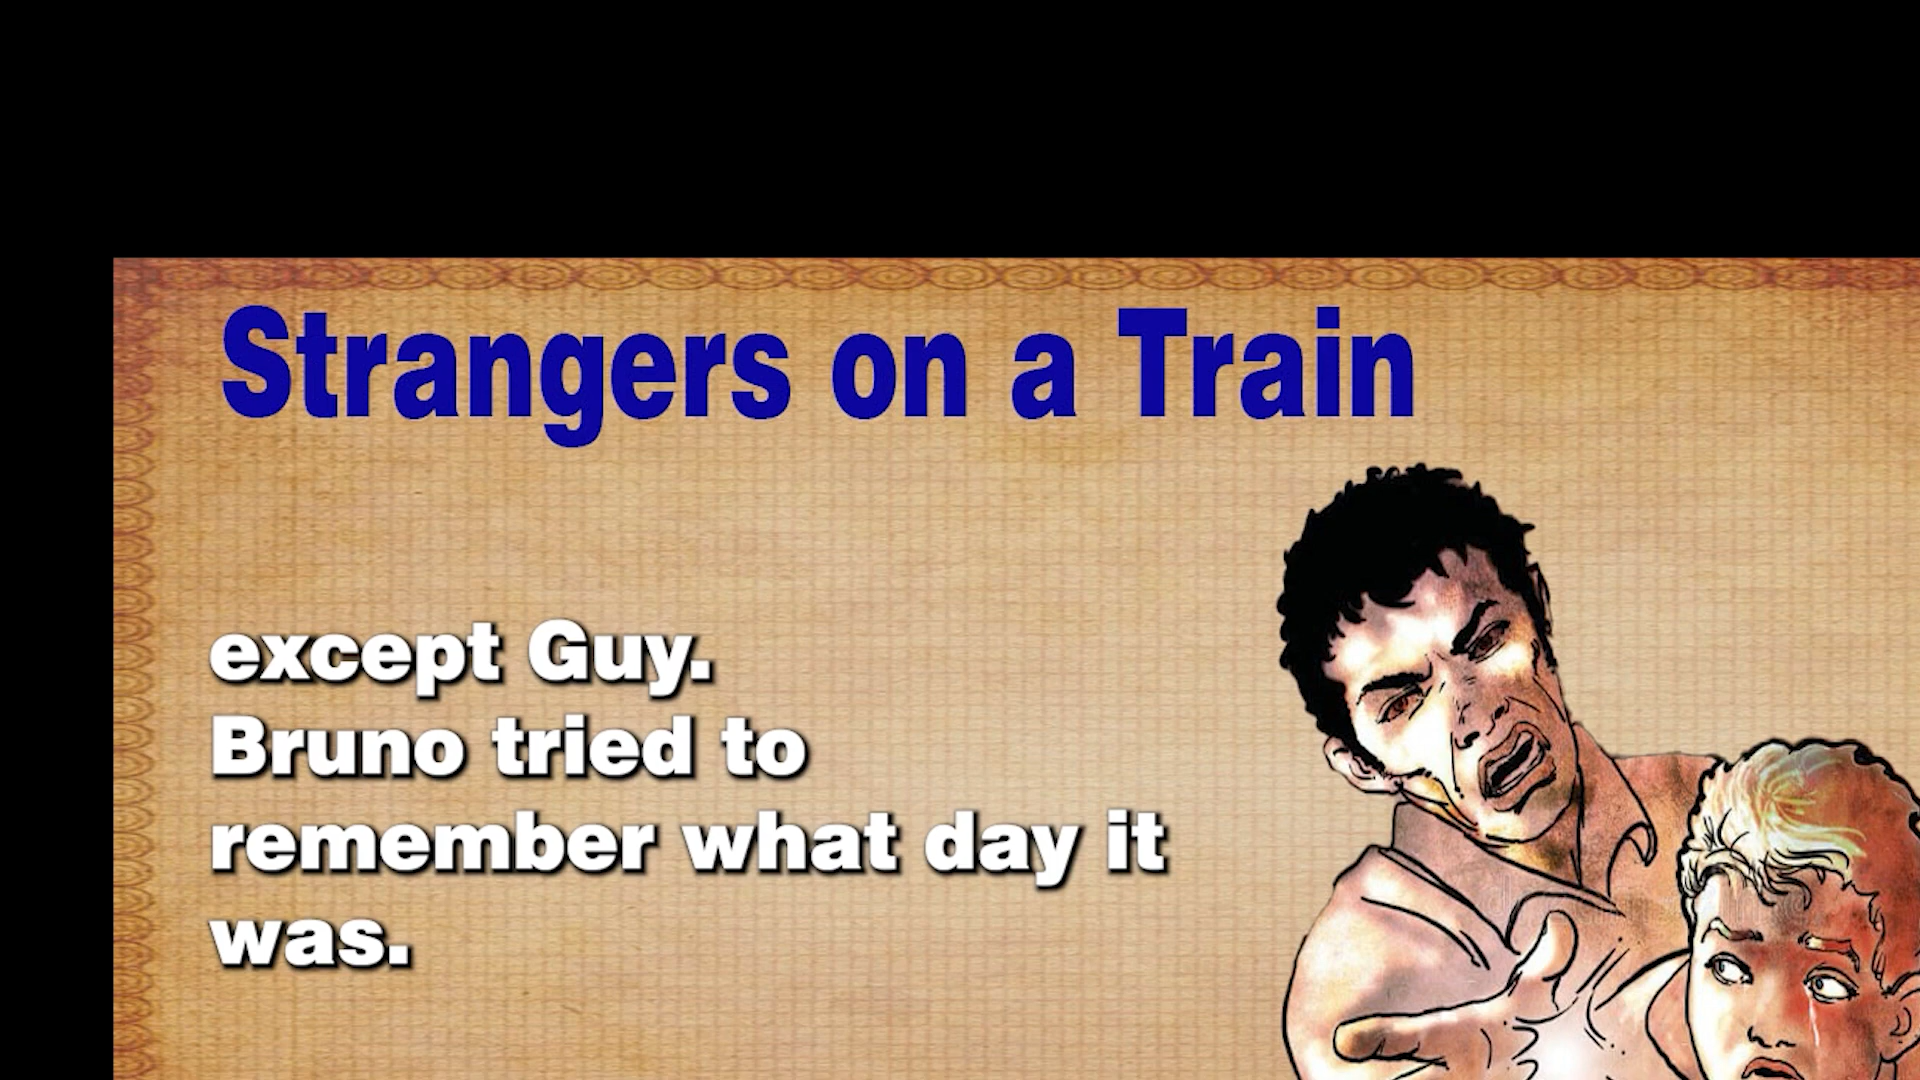 Strangers on a Train
except Guy.
Bruno tried to
remember what day it
was.